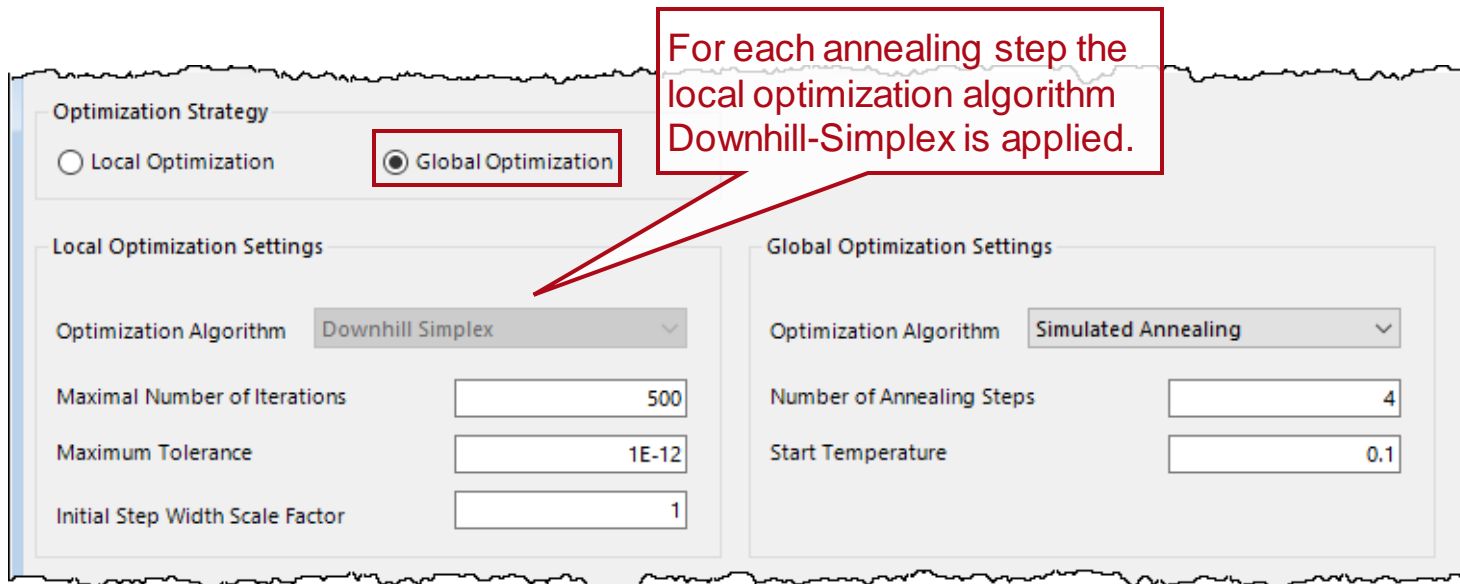 For each annealing step the
local optimization algorithm
Downhill-Simplex is applied.
Optimization Strategy
Local Optimization
Global Optimization
Local Optimization Settings
Optimization Algorithm
Downhill Simplex
Maximal Number of Iterations
500
Maximum Tolerance
1E-12
Initial Step Width Scale Factor
1
Global Optimization Settings
Optimization Algorithm
Simulated Annealing
Number of Annealing Steps
4
Start Temperature
0.1